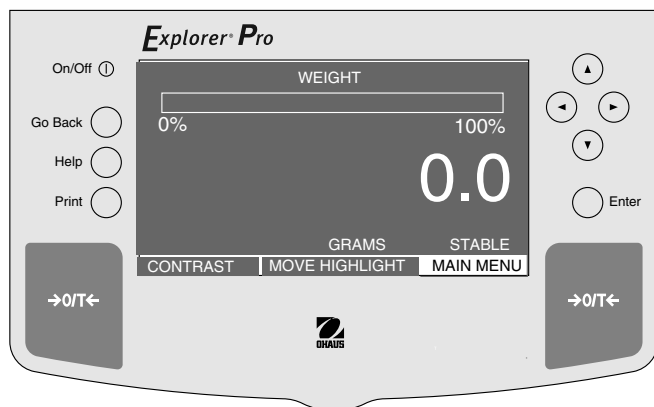 Explorer® Pro
On/Off
WEIGHT
Go Back
0% 100%
Help
0.0
Print
Enter
GRAMS STABLE
CONTRAST MOVE HIGHLIGHT MAIN MENU
→0/T← →0/T←
OHAUS